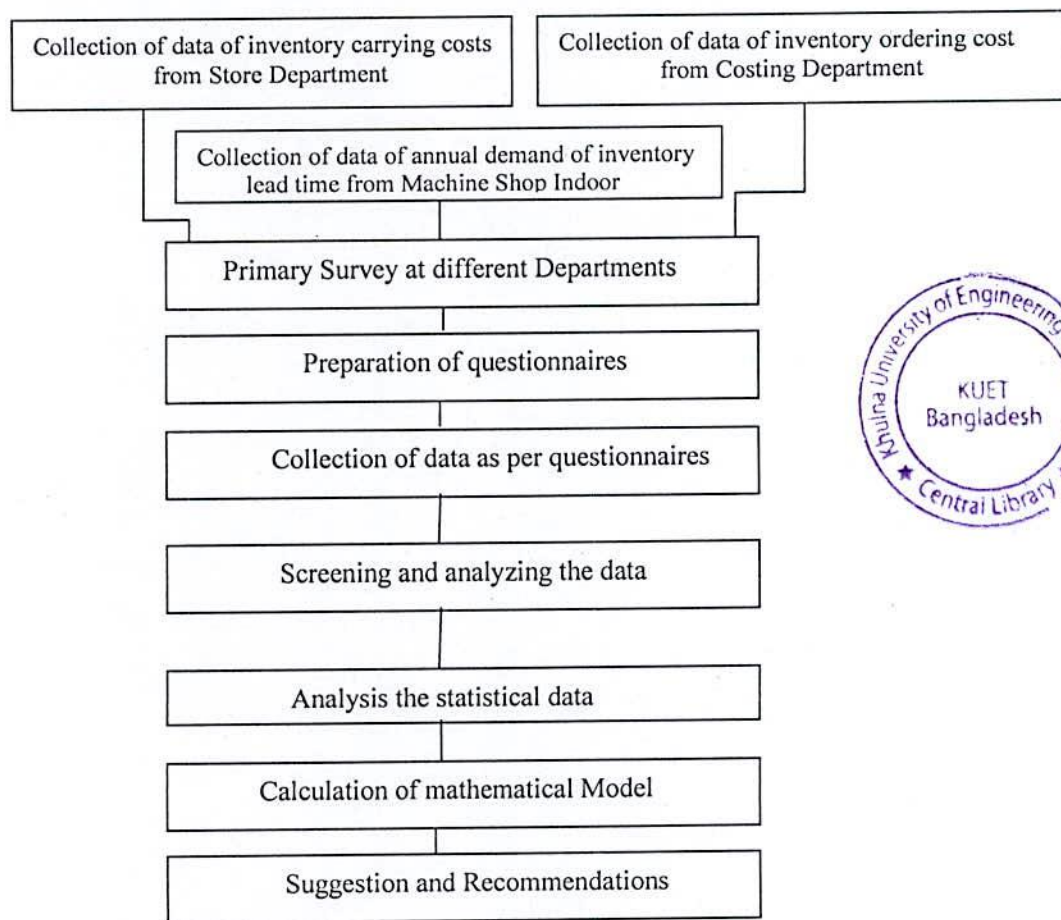 Collection of data of inventory carrying costs
from Store Department
Collection of data of inventory ordering cost
from Costing Department
Collection of data of annual demand of inventory
lead time from Machine Shop Indoor
Primary Survey at different Departments
Preparation of questionnaires
Collection of data as per questionnaires
Screening and analyzing the data
Analysis the statistical data
Calculation of mathematical Model
Suggestion and Recommendations
Khulna University of Engineering
KUET
Bangladesh
★ Central Library